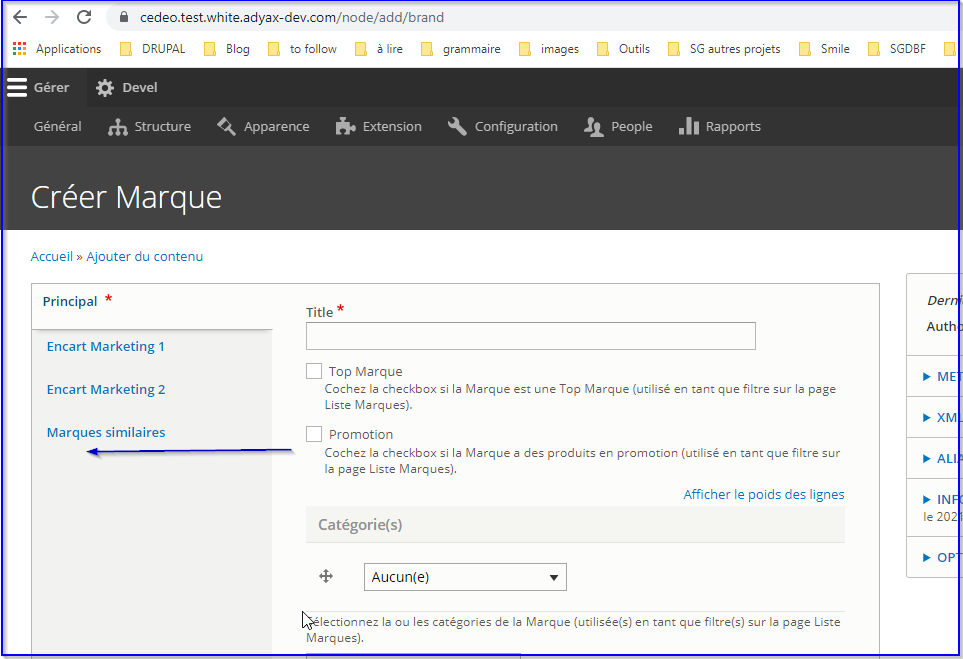 cedeo.test.white.adyax-dev.com/node/add/brand
Applications DRUPAL Blog to follow à lire grammaire images Outils SG autres projets Smile SGDBF
Gérer Devel
Général Structure Apparence Extension Configuration People Rapports
Créer Marque
Accueil » Ajouter du contenu
Principal *
Encart Marketing 1
Encart Marketing 2
Marques similaires
Title *
Top Marque
Cochez la checkbox si la Marque est une Top Marque (utilisé en tant que filtre sur la page
Liste Marques).
Promotion
Cochez la checkbox si la Marque a des produits en promotion (utilisé en tant que filtre sur
la page Liste Marques).
Afficher le poids des lignes
Catégorie(s)
Aucun(e)
Sélectionnez la ou les catégories de la Marque (utilisée(s) en tant que filtre(s) sur la page Liste
Marques).
Derni
Autho
MET
XML
ALIA
INFO
le 2021
OPT